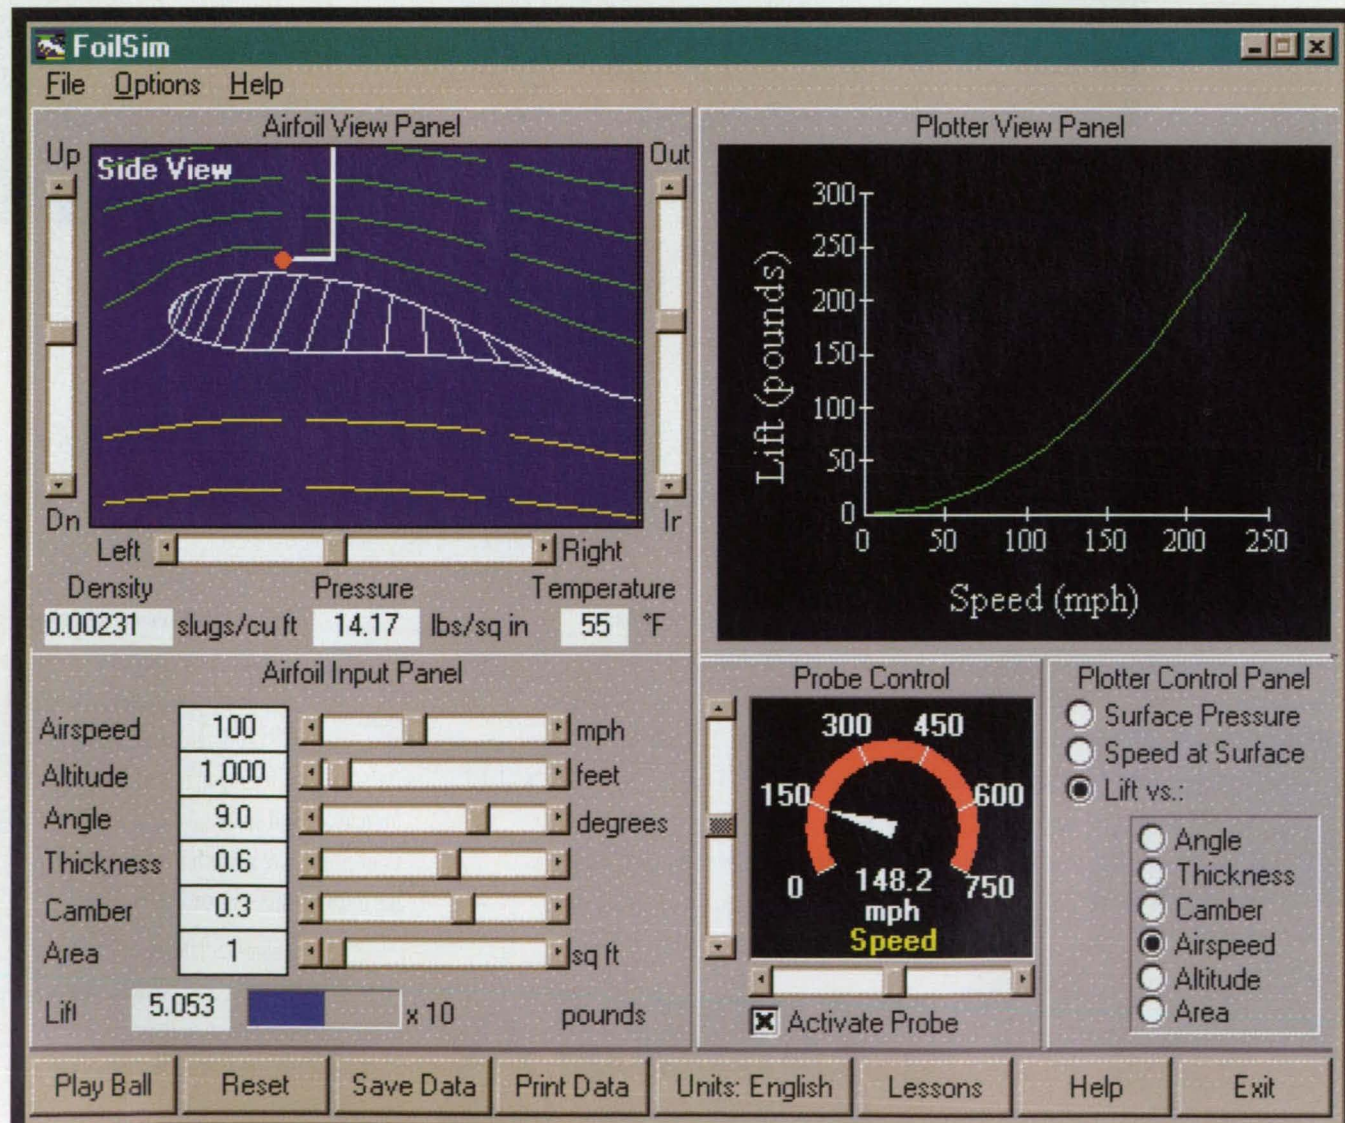 FoilSim
File Options Help
Airfoil View Panel
Up
Side View
Out
Dn
Ir
Left
Right
Density Pressure Temperature
0.00231 slugs/cu ft 14.17 lbs/sq in 55 °F
Plotter View Panel
Lift (pounds)
300
250
200
150
100
50
0
0 50 100 150 200 250
Speed (mph)
Airfoil Input Panel
Airspeed 100 mph
Altitude 1,000 feet
Angle 9.0 degrees
Thickness 0.6
Camber 0.3
Area 1 sq ft
Lift 5.053 x 10 pounds
Probe Control
300 450
150 600
0 148.2 750
mph
Speed
Activate Probe
Plotter Control Panel
Surface Pressure
Speed at Surface
Lift vs.:
Angle
Thickness
Camber
Airspeed
Altitude
Area
Play Ball Reset Save Data Print Data Units: English Lessons Help Exit